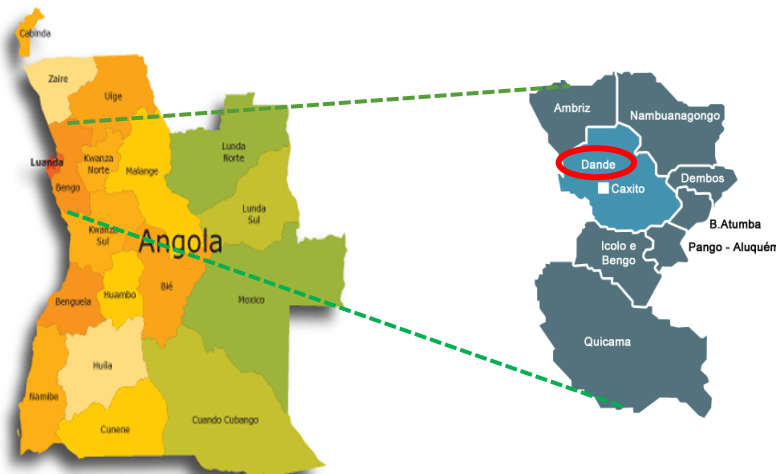 Cabinda
Zaire
Uíge
Luanda
Bengo
Kwanza
Norte
Malange
Lunda
Norte
Lunda
Sul
Kwanza
Sul
Angola
Benguela
Huambo
Bié
Moxico
Huíla
Namibe
Cunene
Cuando Cubango
Ambriz
Nambuanagongo
Dande
Caxito
Dembos
B.Atumba
Pango - Aluquém
Icolo e
Bengo
Quicama